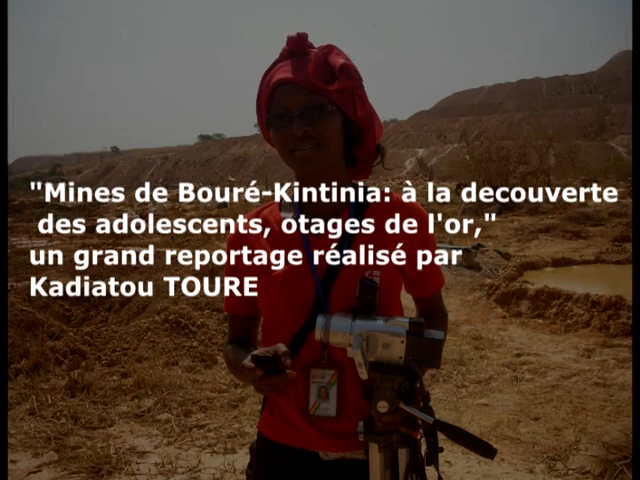 "Mines de Bouré-Kintinia: à la decouverte
des adolescents, otages de l'or,"
un grand reportage réalisé par
Kadiatou TOURE